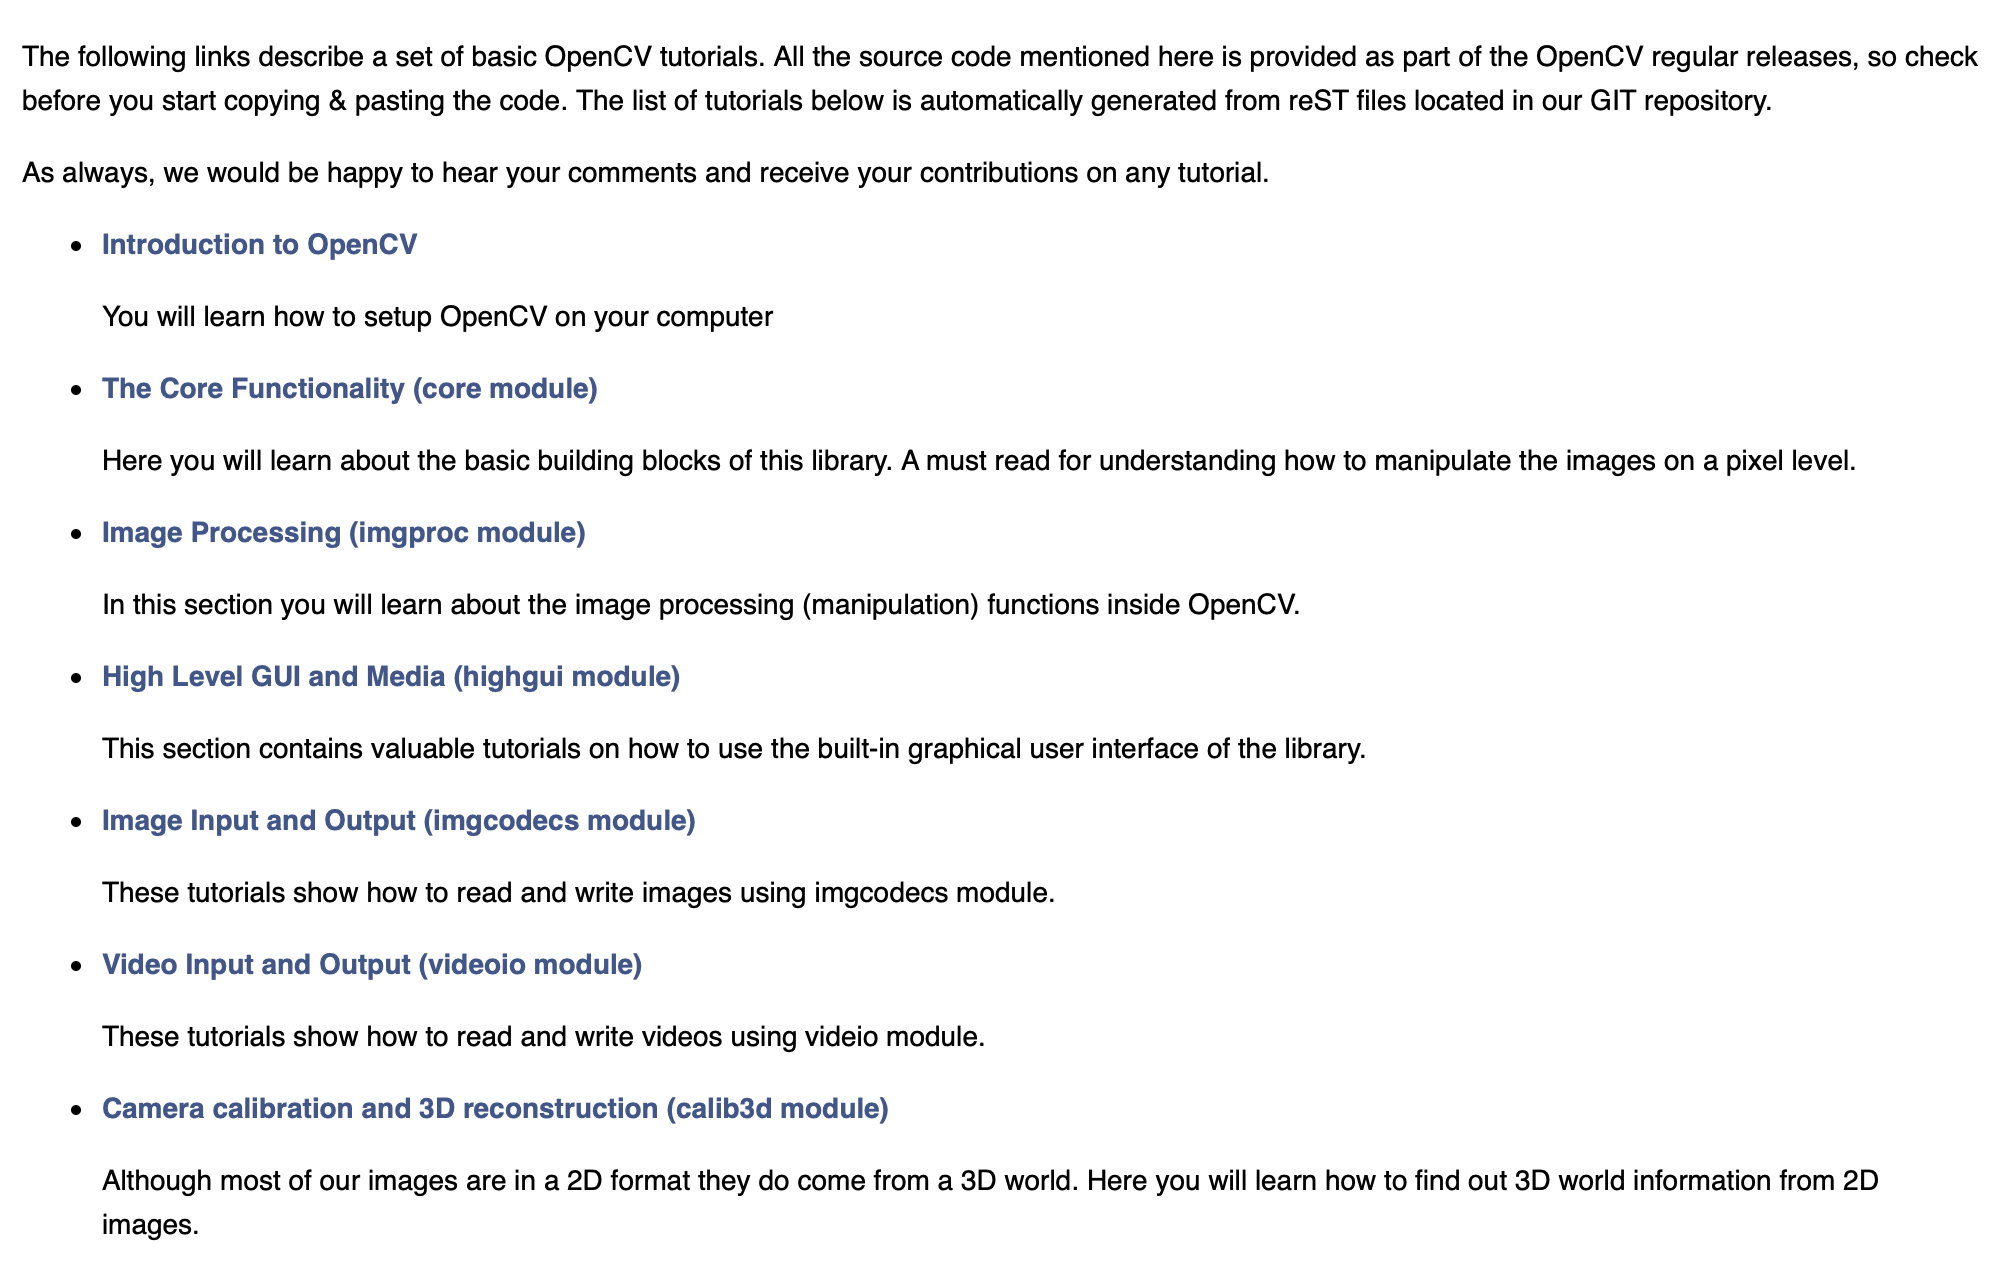 The following links describe a set of basic OpenCV tutorials. All the source code mentioned here is provided as part of the OpenCV regular releases, so check
before you start copying & pasting the code. The list of tutorials below is automatically generated from reST files located in our GIT repository.
As always, we would be happy to hear your comments and receive your contributions on any tutorial.
• Introduction to OpenCV
You will learn how to setup OpenCV on your computer
• The Core Functionality (core module)
Here you will learn about the basic building blocks of this library. A must read for understanding how to manipulate the images on a pixel level.
• Image Processing (imgproc module)
In this section you will learn about the image processing (manipulation) functions inside OpenCV.
• High Level GUI and Media (highgui module)
This section contains valuable tutorials on how to use the built-in graphical user interface of the library.
• Image Input and Output (imgcodecs module)
These tutorials show how to read and write images using imgcodecs module.
• Video Input and Output (videoio module)
These tutorials show how to read and write videos using videio module.
• Camera calibration and 3D reconstruction (calib3d module)
Although most of our images are in a 2D format they do come from a 3D world. Here you will learn how to find out 3D world information from 2D
images.